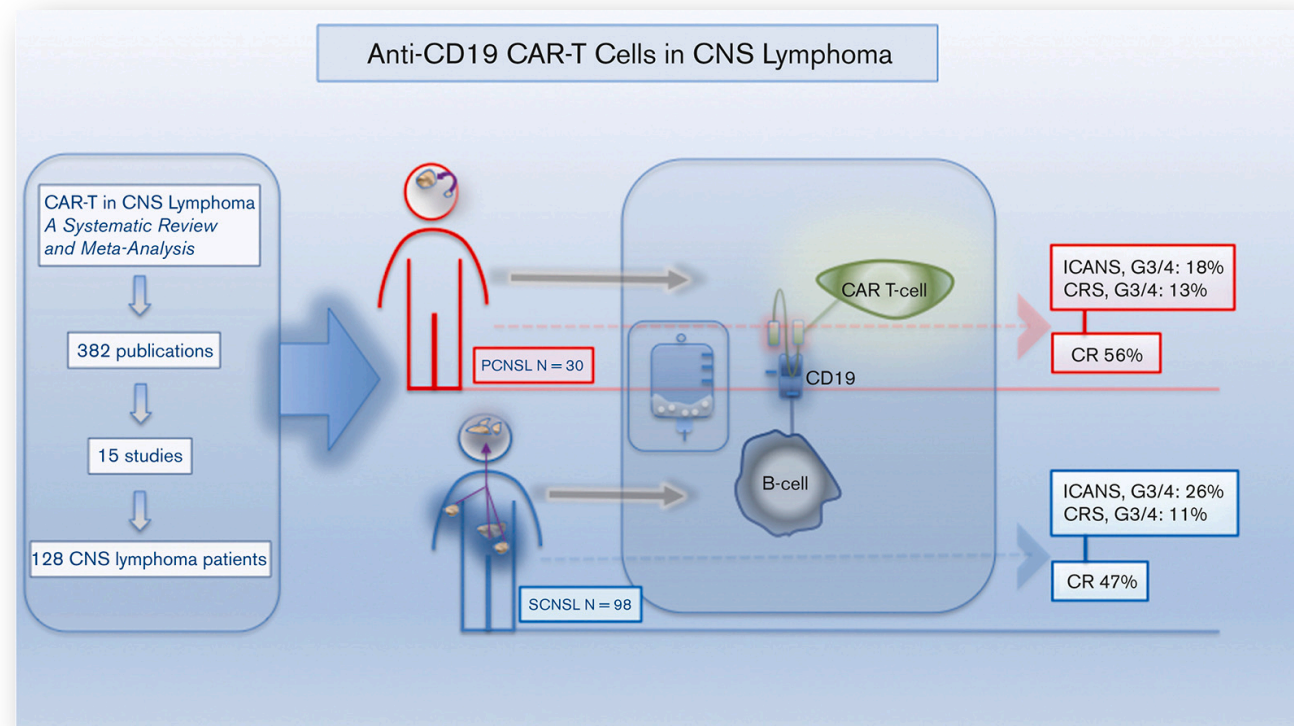 Anti-CD19 CAR-T Cells in CNS Lymphoma
CAR-T in CNS Lymphoma
A Systematic Review
and Meta-Analysis
382 publications
15 studies
128 CNS lymphoma patients
PCNSL N = 30
SCNSL N = 98
CAR T-cell
CD19
B-cell
ICANS, G3/4: 18%
CRS, G3/4: 13%
CR 56%
ICANS, G3/4: 26%
CRS, G3/4: 11%
CR 47%